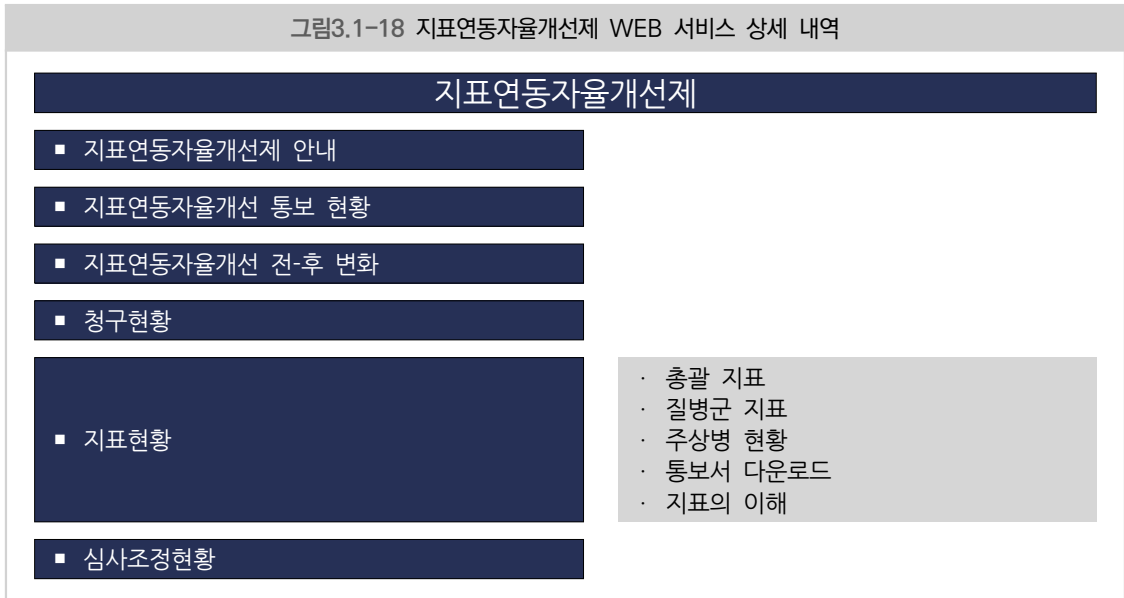 그림3.1-18 지표연동자율개선제 WEB 서비스 상세 내역
지표연동자율개선제
▪ 지표연동자율개선제 안내
▪ 지표연동자율개선 통보 현황
▪ 지표연동자율개선 전-후 변화
▪ 청구현황
▪ 지표현황
· 총괄 지표
· 질병군 지표
· 주상병 현황
· 통보서 다운로드
· 지표의 이해
▪ 심사조정현황